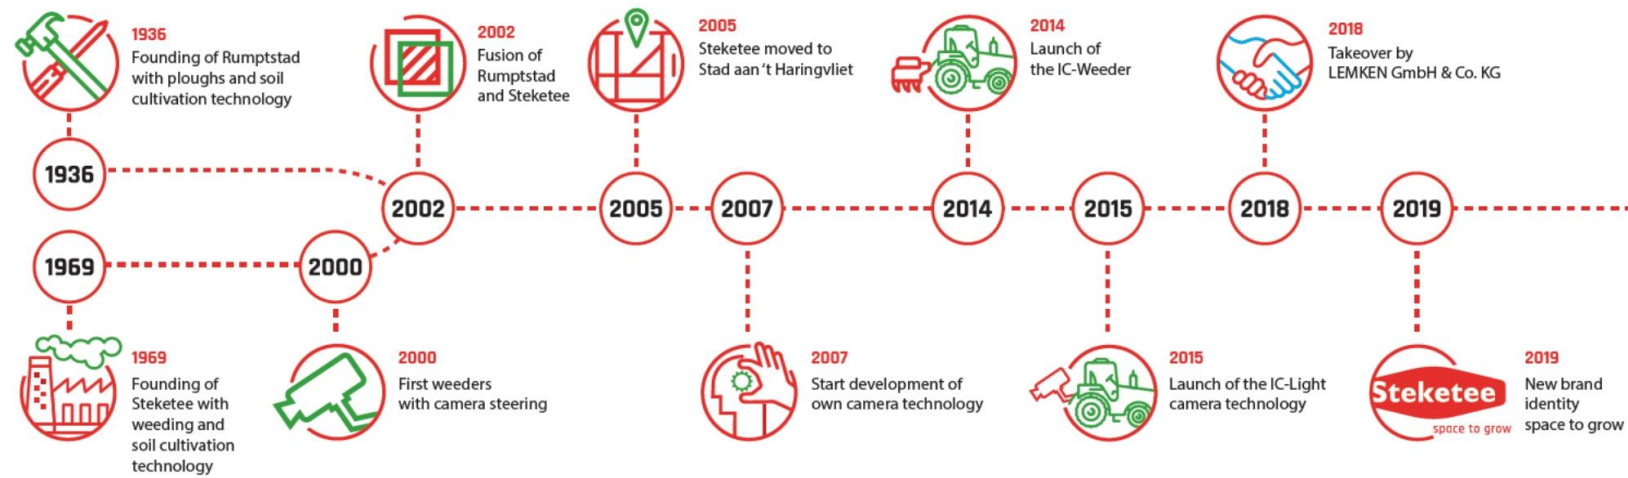 1936
Founding of Rumptstad
with ploughs and soil
cultivation technology
2002
Fusion of
Rumptstad
and Steketee
2005
Steketee moved to
Stad aan 't Haringvliet
2014
Launch of
the IC-Weeder
2018
Takeover by
LEMKEN GmbH & Co. KG
1936
1969
2000
2002
2005
2007
2014
2015
2018
2019
1969
Founding of
Steketee with
weeding and
soil cultivation
technology
2000
First weeders
with camera steering
2007
Start development of
own camera technology
2015
Launch of the IC-Light
camera technology
Steketee
space to grow
2019
New brand
identity
space to grow